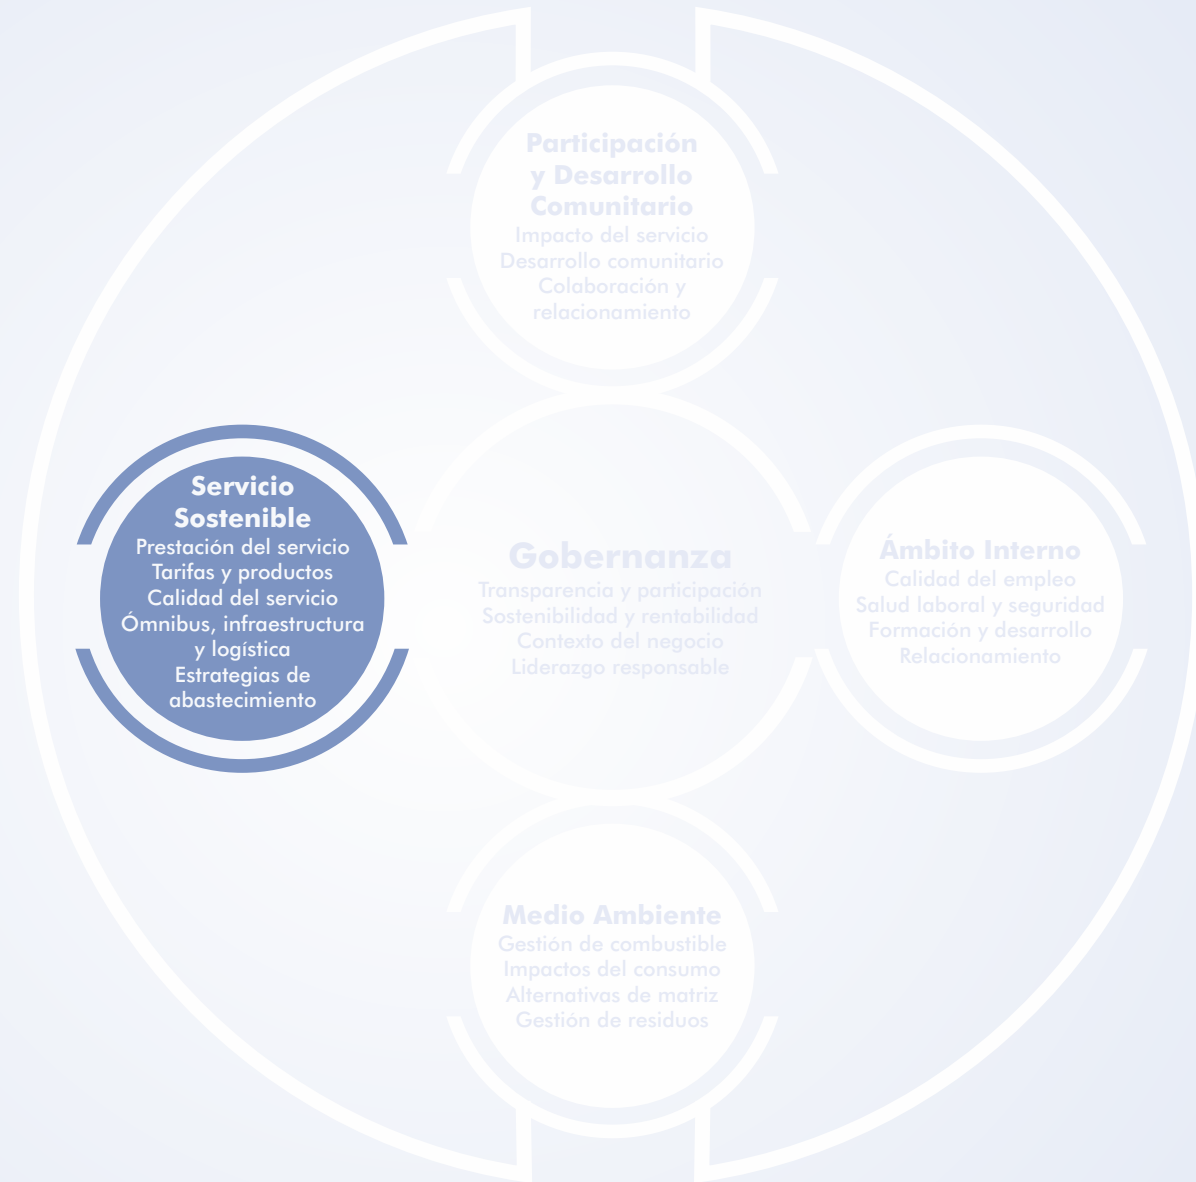 Participación
y Desarrollo
Comunitario
Impacto del servicio
Desarrollo comunitario
Colaboración y
relacionamiento
Servicio
Sostenible
Prestación del servicio
Tarifas y productos
Calidad del servicio
Ómnibus, infraestructura
y logística
Estrategias de
abastecimiento
Gobernanza
Transparencia y participación
Sostenibilidad y rentabilidad
Contexto del negocio
Liderazgo responsable
Ámbito Interno
Calidad del empleo
Salud laboral y seguridad
Formación y desarrollo
Relacionamiento
Medio Ambiente
Gestión de combustible
Impactos del consumo
Alternativas de matriz
Gestión de residuos